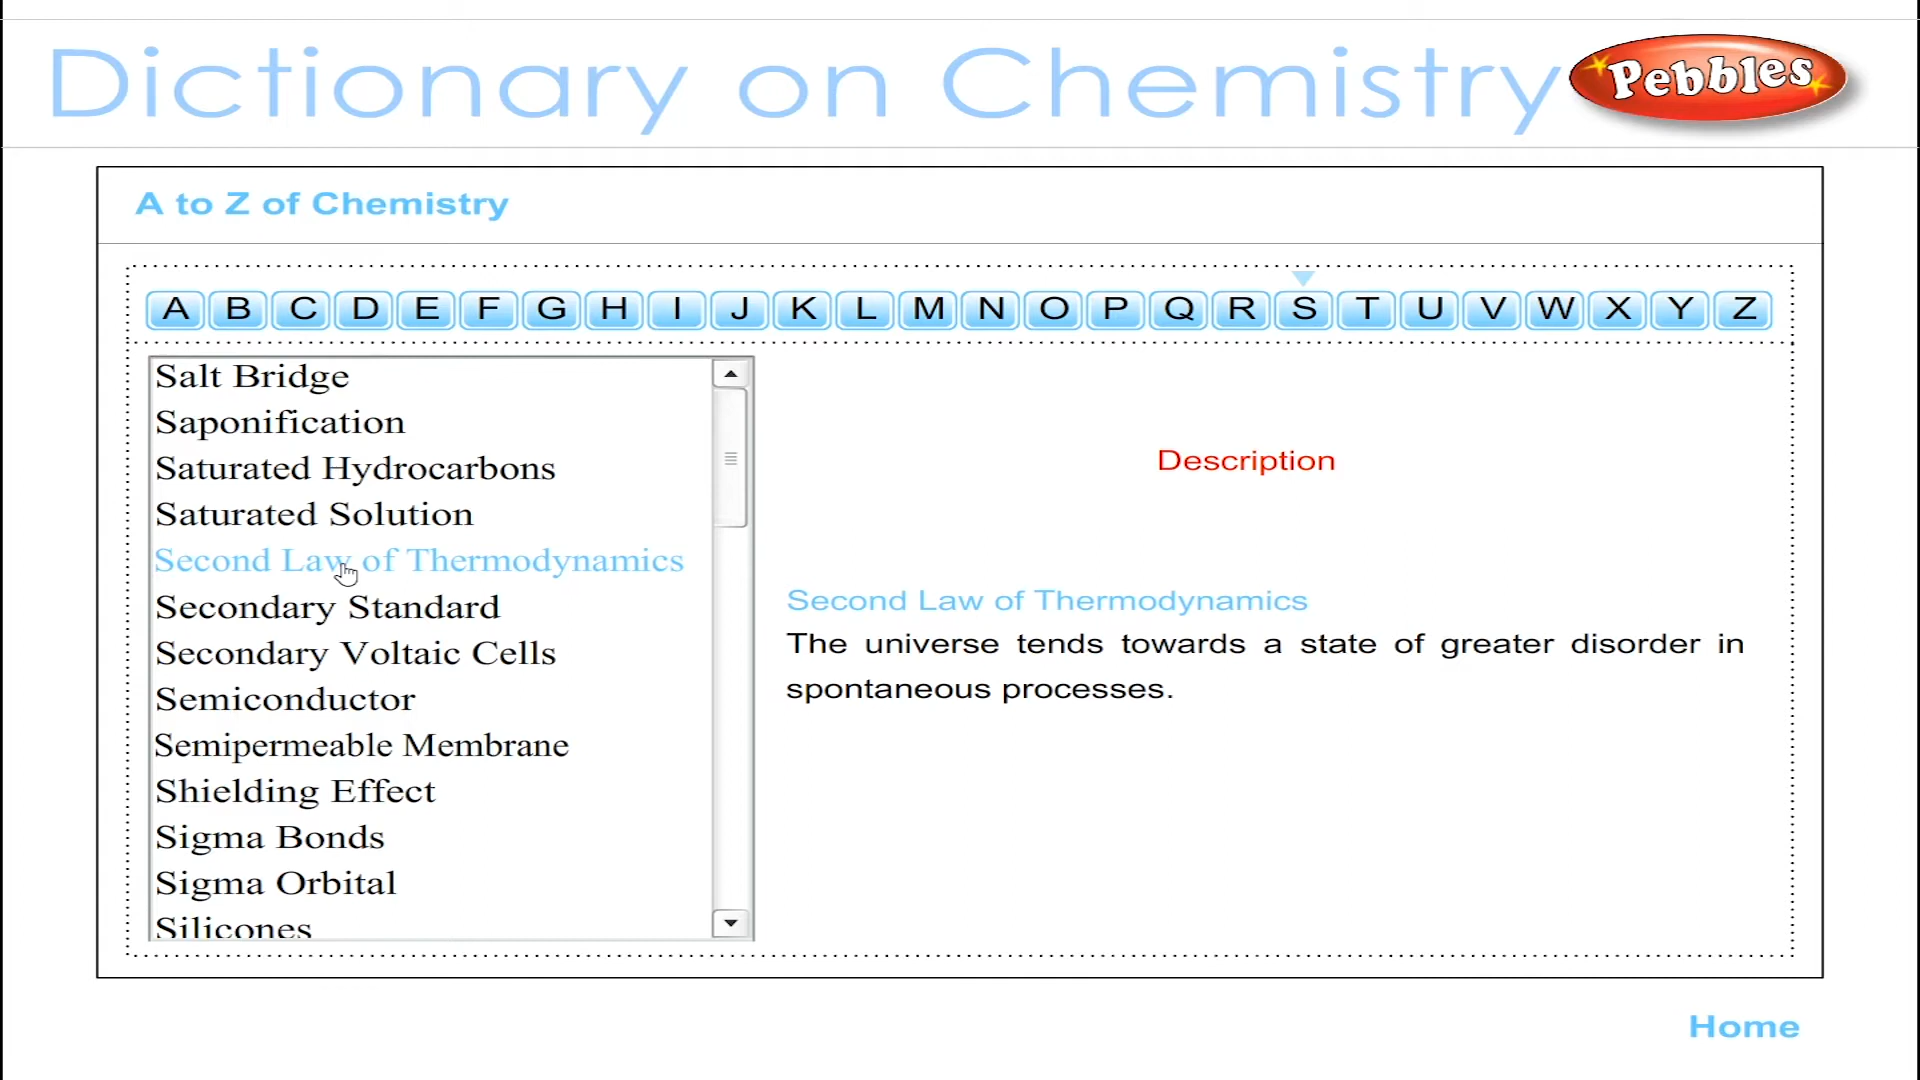 Dictionary on Chemistry
Pebbles
A to Z of Chemistry
A B C D E F G H I J K L M N O P Q R S T U V W X Y Z
Salt Bridge
Saponification
Saturated Hydrocarbons
Saturated Solution
Second Law of Thermodynamics
Secondary Standard
Secondary Voltaic Cells
Semiconductor
Semipermeable Membrane
Shielding Effect
Sigma Bonds
Sigma Orbital
Silicones
Description
Second Law of Thermodynamics
The universe tends towards a state of greater disorder in
spontaneous processes.
Home